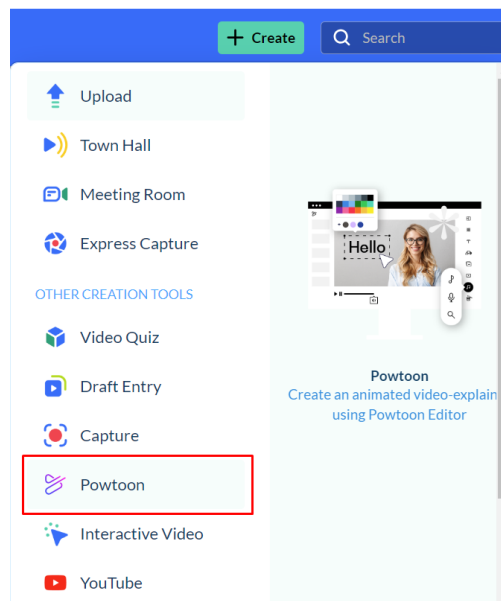 + Create
Search
Upload
Town Hall
Meeting Room
Express Capture
OTHER CREATION TOOLS
Video Quiz
Draft Entry
Capture
Powtoon
Interactive Video
YouTube
Hello
Powtoon
Create an animated video-explain
using Powtoon Editor